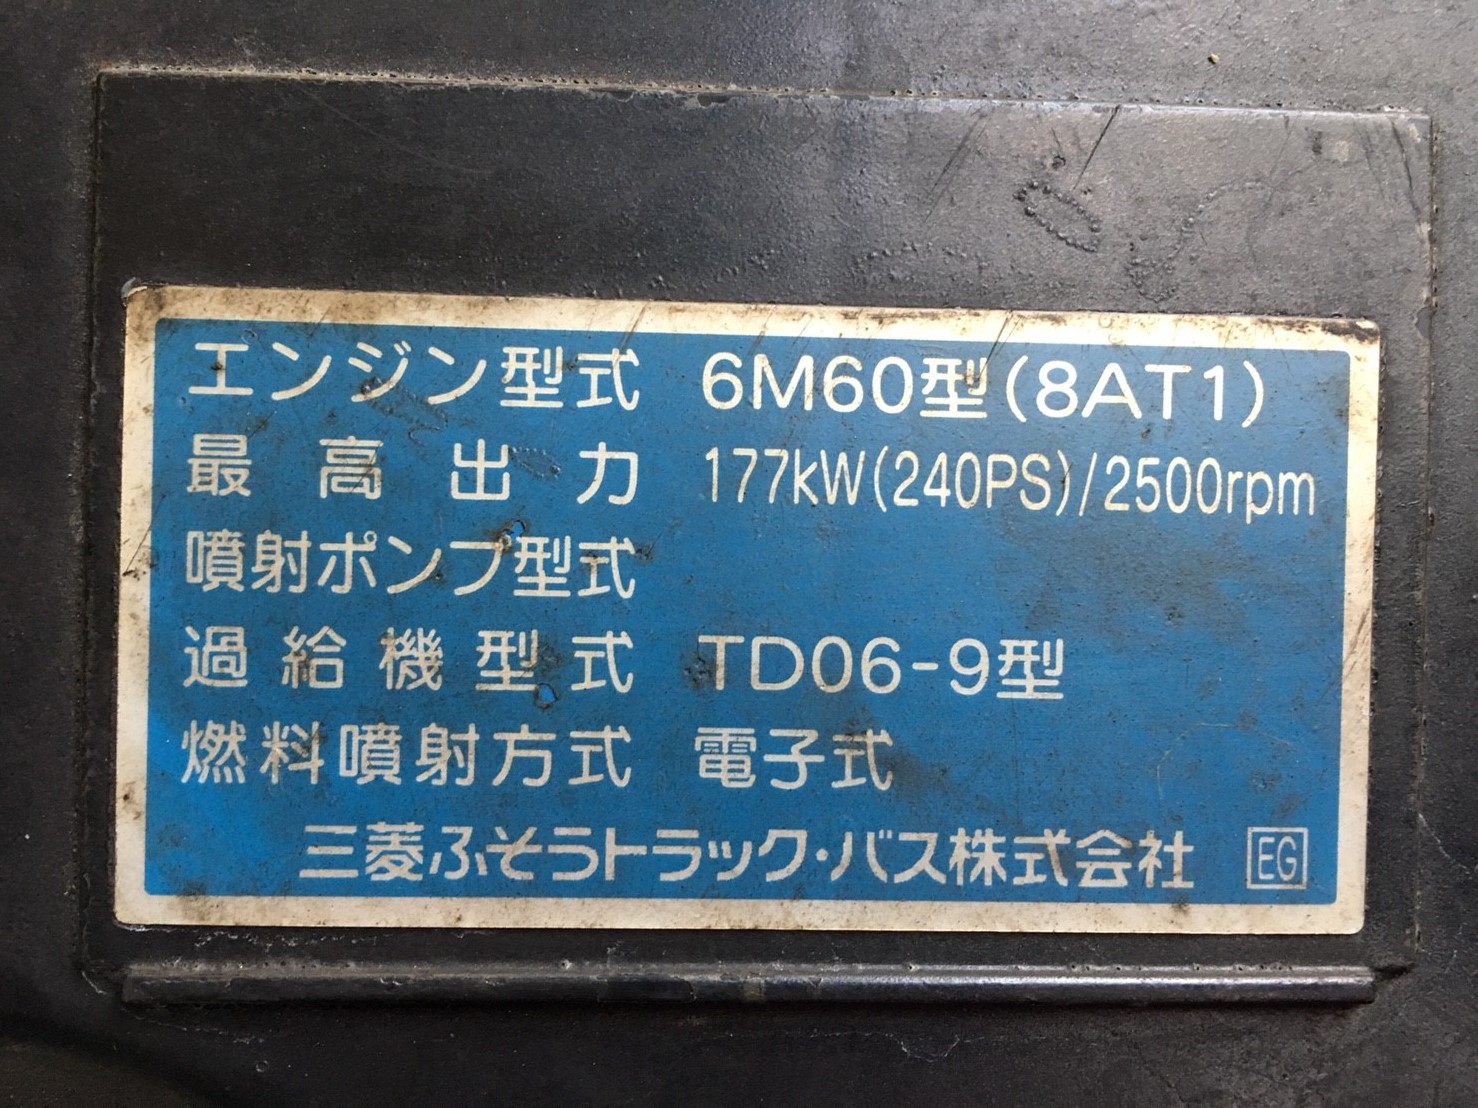 エンジン型式 6M60型(8AT1)
最高出力 177kW(240PS)/2500rpm
噴射ポンプ型式
過給機型式 TD06-9型
燃料噴射方式 電子式
三菱ふそうトラック・バス株式会社 EG